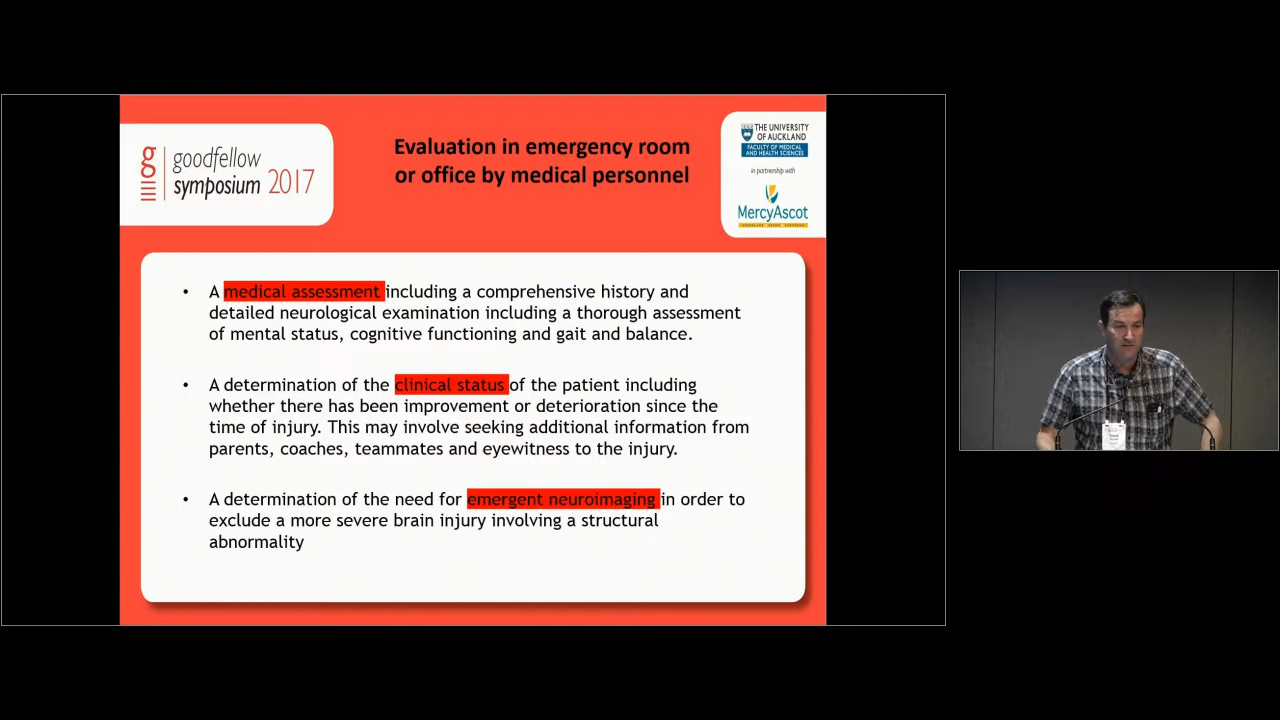 goodfellow
symposium 2017
Evaluation in emergency room
or office by medical personnel
THE UNIVERSITY
OF AUCKLAND
FACULTY OF MEDICAL
AND HEALTH SCIENCES
in partnership with
MercyAscot
• A medical assessment including a comprehensive history and
detailed neurological examination including a thorough assessment
of mental status, cognitive functioning and gait and balance.
• A determination of the clinical status of the patient including
whether there has been improvement or deterioration since the
time of injury. This may involve seeking additional information from
parents, coaches, teammates and eyewitness to the injury.
• A determination of the need for emergent neuroimaging in order to
exclude a more severe brain injury involving a structural
abnormality